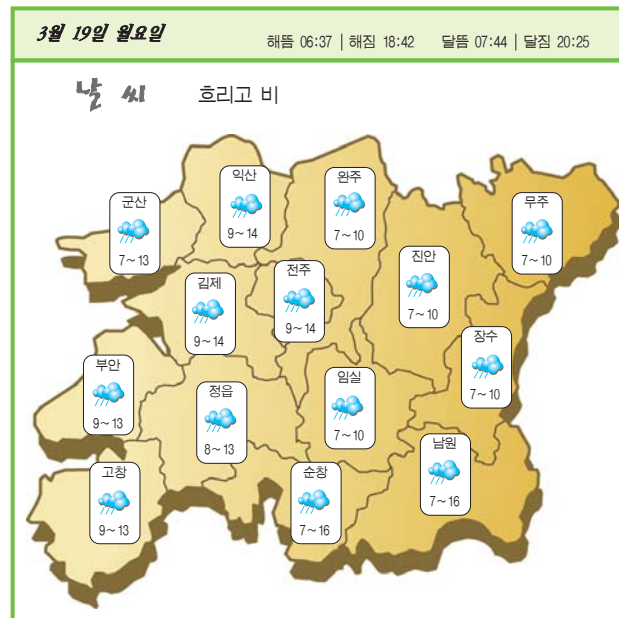 3월 19일 월요일
해뜸 06:37 | 해짐 18:42 달뜸 07:44 | 달짐 20:25
날씨 흐리고 비
익산
9~14
완주
7~10
군산
7~13
무주
7~10
진안
7~10
전주
9~14
김제
9~14
장수
7~10
부안
9~13
임실
7~10
정읍
8~13
남원
7~16
고창
9~13
순창
7~16